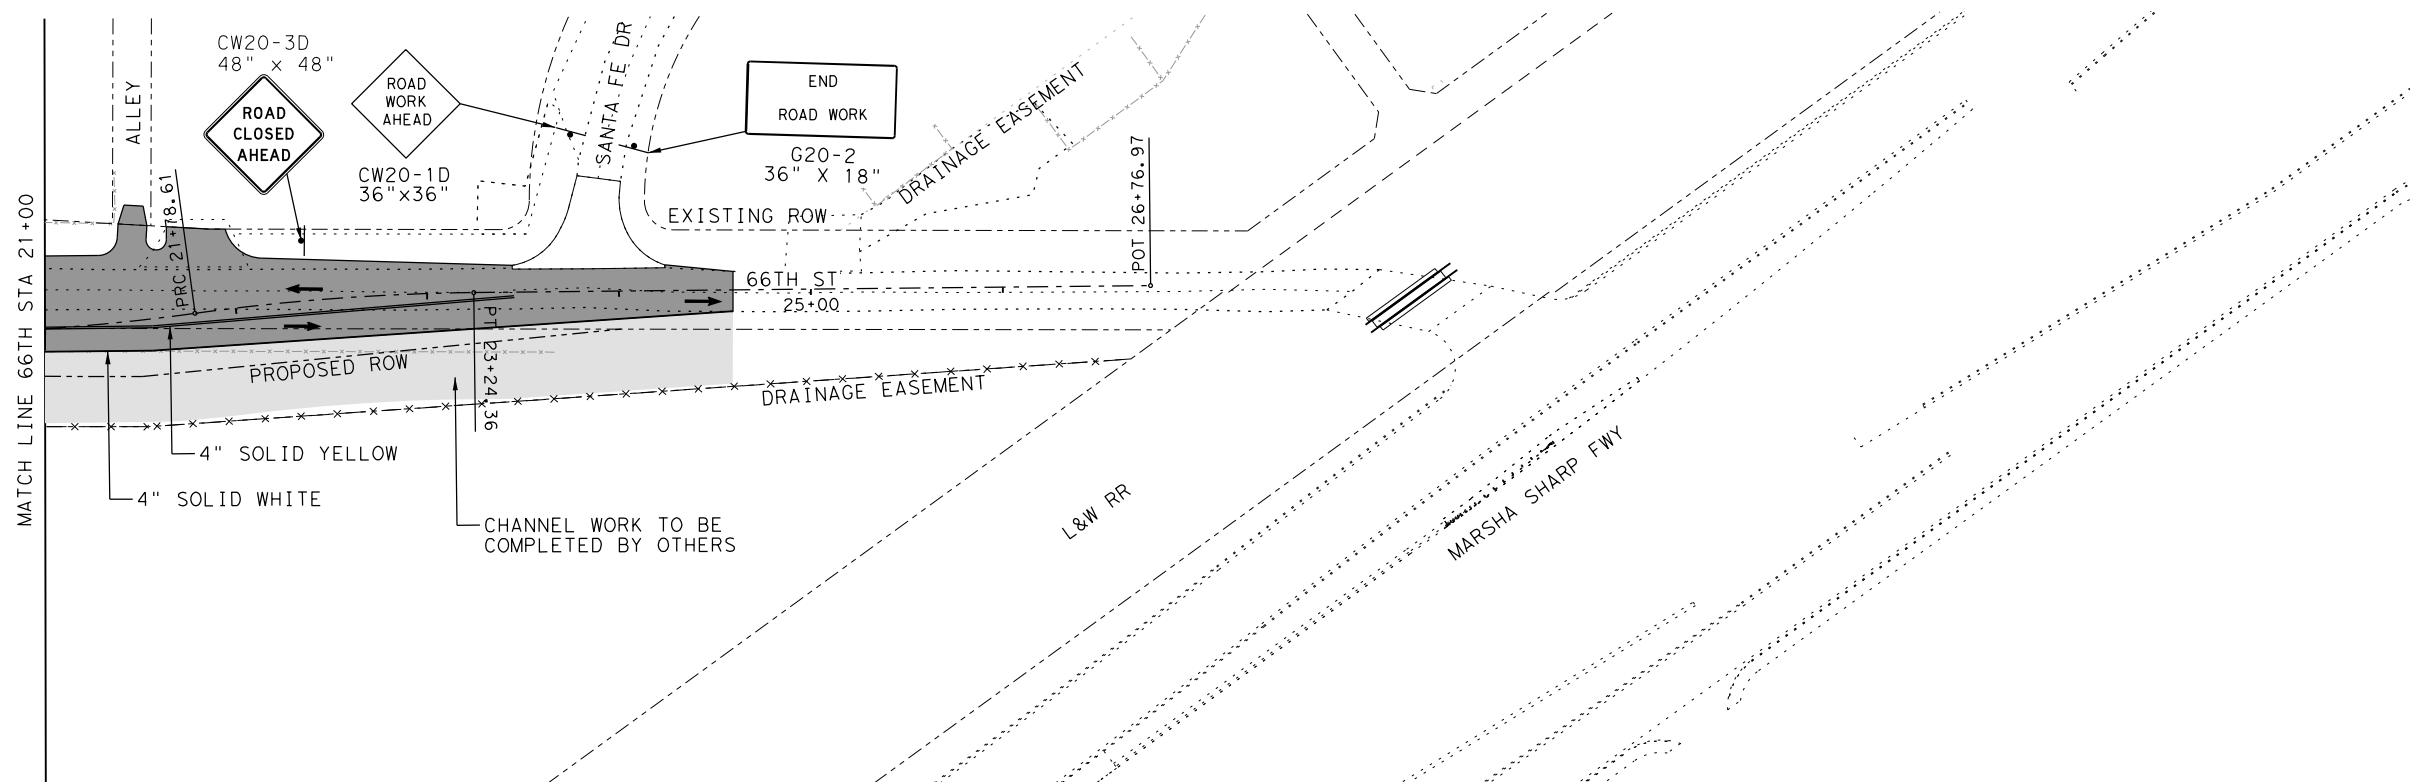 CW20-3D
48" X 48"
ROAD
CLOSED
AHEAD
ALLEY
ROAD
WORK
AHEAD
CW20-1D
36"x36"
SANTA FE DR
END
ROAD WORK
G20-2
36" X 18"
DRAINAGE EASEMENT
POT 26+76.97
EXISTING ROW
PRC 21+78.61
MATCH LINE 66TH STA 21+00
66TH ST
25+00
PT 23+24.36
PROPOSED ROW
DRAINAGE EASEMENT
4" SOLID YELLOW
4" SOLID WHITE
CHANNEL WORK TO BE
COMPLETED BY OTHERS
L&W RR
MARSHA SHARP FWY